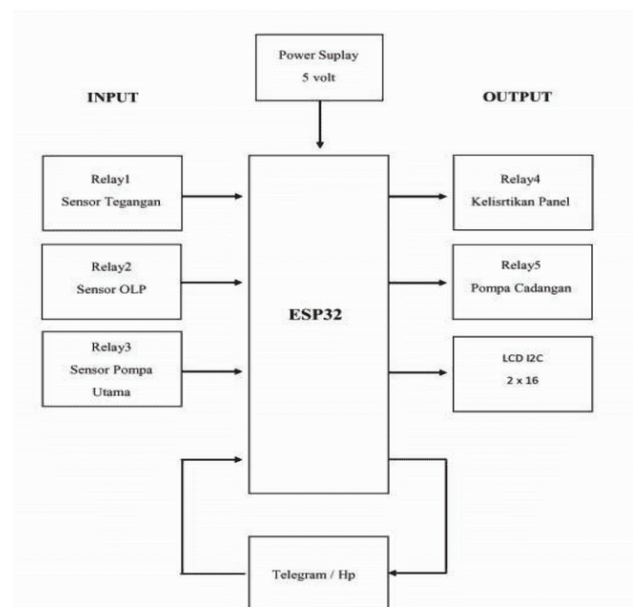 Power Suplay
5 volt
INPUT
OUTPUT
Relay1
Sensor Tegangan
Relay4
Kelisrtikan Panel
Relay2
Sensor OLP
Relay5
Pompa Cadangan
ESP32
Relay3
Sensor Pompa
Utama
LCD I2C
2 x 16
Telegram / Hp